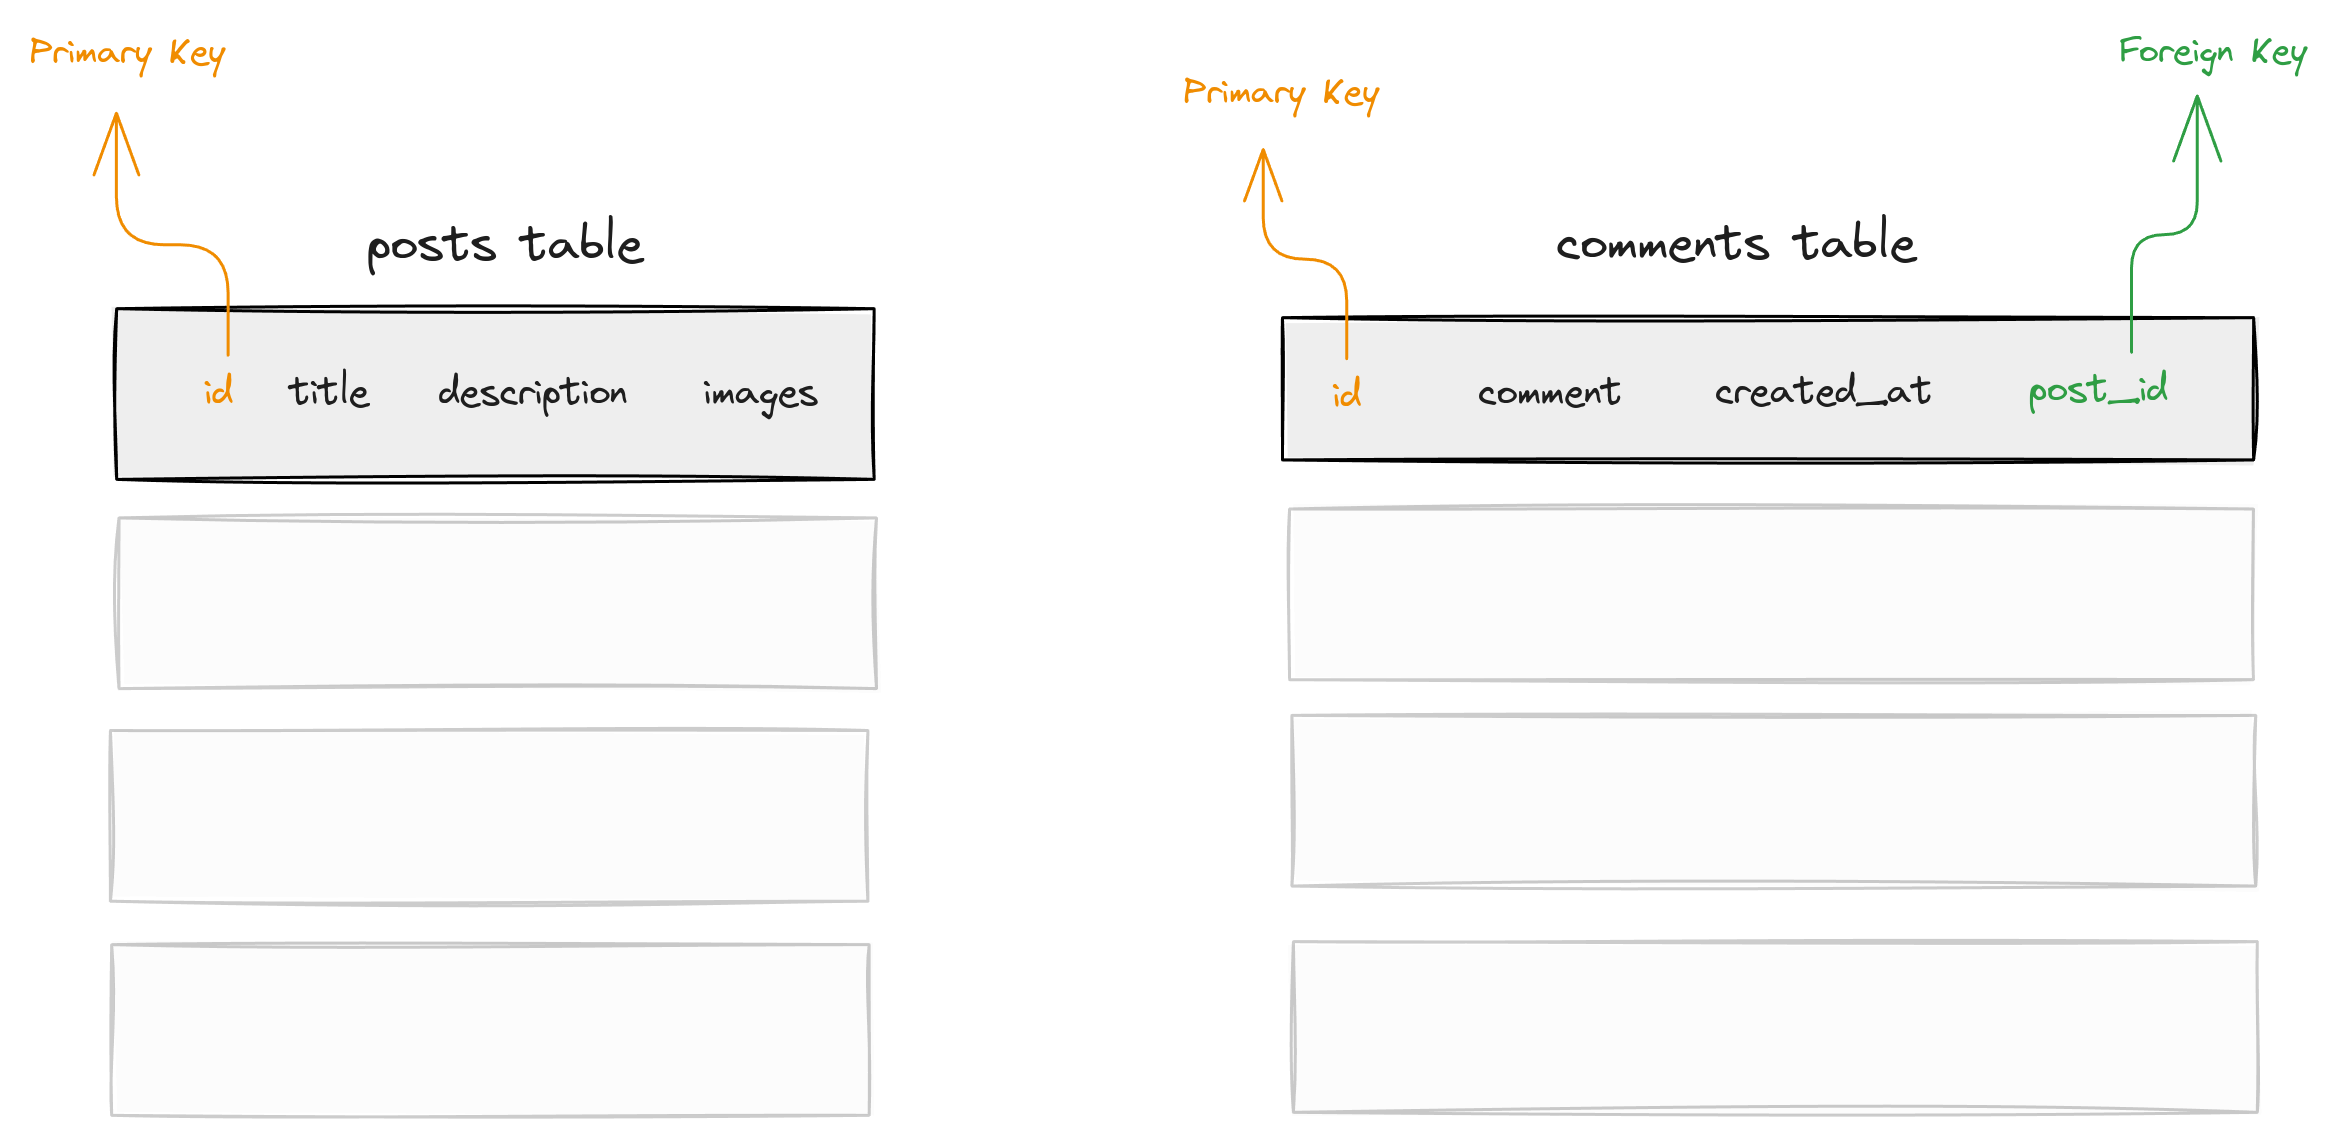 Primary Key
posts table
id title description images
Primary Key
Foreign Key
comments table
id comment created_at post_id